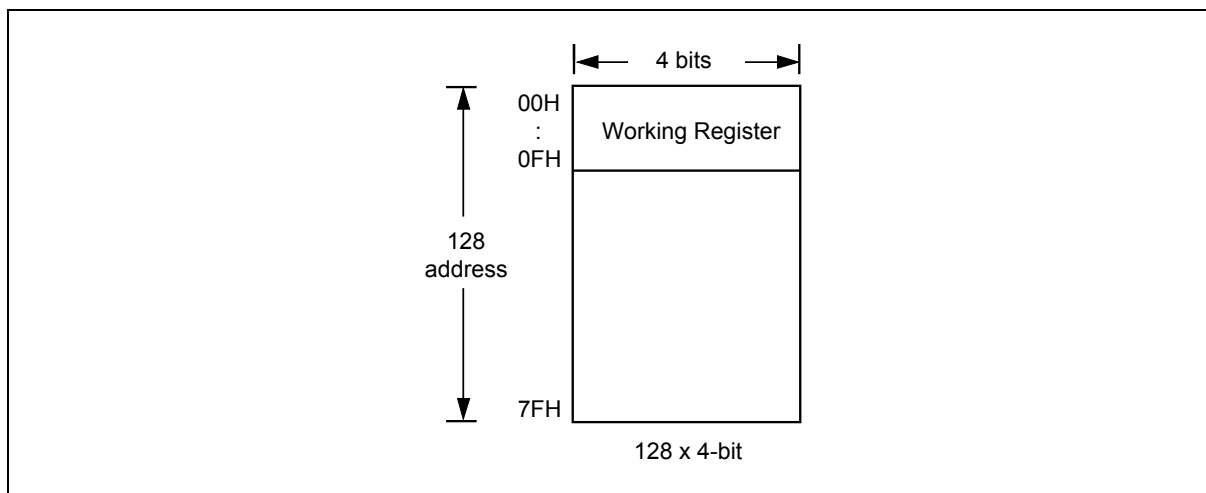 4 bits
00H
:
0FH
Working Register
128
address
7FH
128 x 4-bit